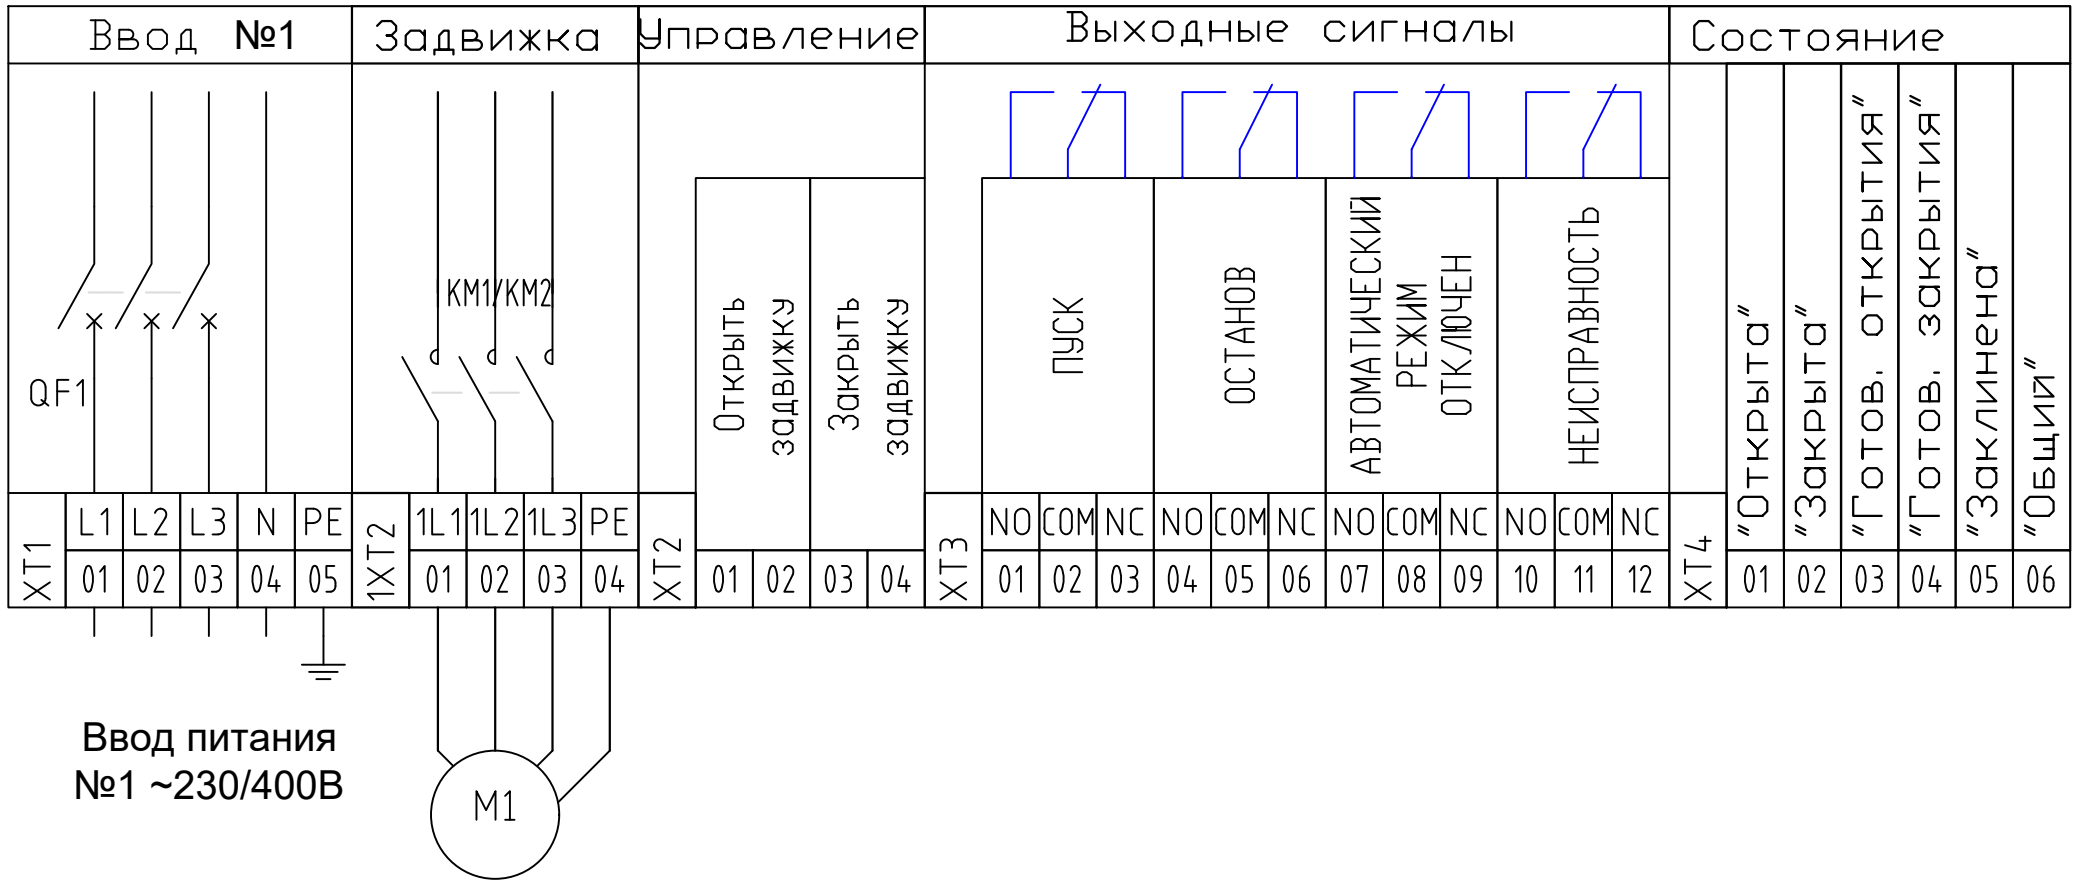 Ввод №1
Задвижка
Управление
Выходные сигналы
Состояние
QF1
KM1/KM2
Открыть
задвижку
Закрыть
задвижку
ПУСК
ОСТАНОВ
АВТОМАТИЧЕСКИЙ
РЕЖИМ
ОТКЛЮЧЕН
НЕИСПРАВНОСТЬ
"Открыта"
"Закрыта"
"Готов. открытия"
"Готов. закрытия"
"Заклинена"
"Общий"
XT1
L1 L2 L3 N PE
01 02 03 04 05
1XT2
1L1 1L2 1L3 PE
01 02 03 04
XT2
01 02 03 04
XT3
NO COM NC NO COM NC NO COM NC NO COM NC
01 02 03 04 05 06 07 08 09 10 11 12
XT4
01 02 03 04 05 06
Ввод питания
№1 ~230/400В
M1